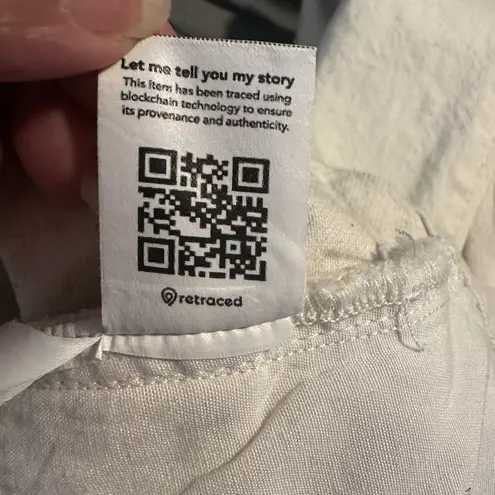 Let me tell you my story
This item has been traced using
blockchain technology to ensure
its provenance and authenticity.
retraced